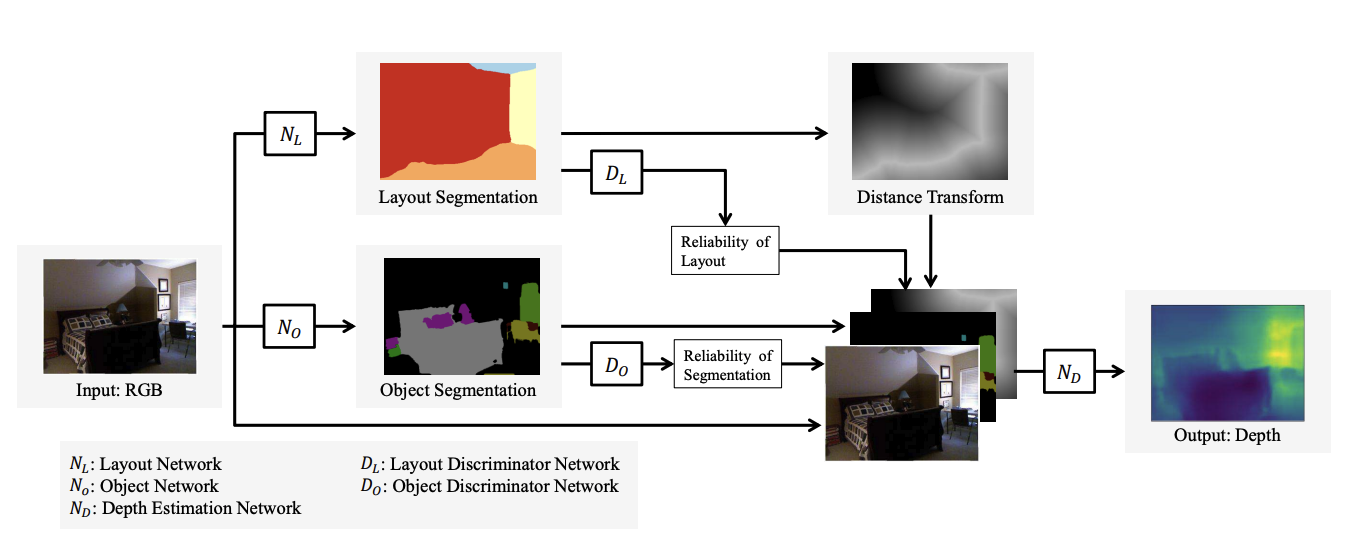 N_L
Layout Segmentation
D_L
Distance Transform
Reliability of
Layout
Input: RGB
N_O
Object Segmentation
D_O
Reliability of
Segmentation
N_D
Output: Depth
N_L: Layout Network
N_o: Object Network
N_D: Depth Estimation Network
D_L: Layout Discriminator Network
D_O: Object Discriminator Network